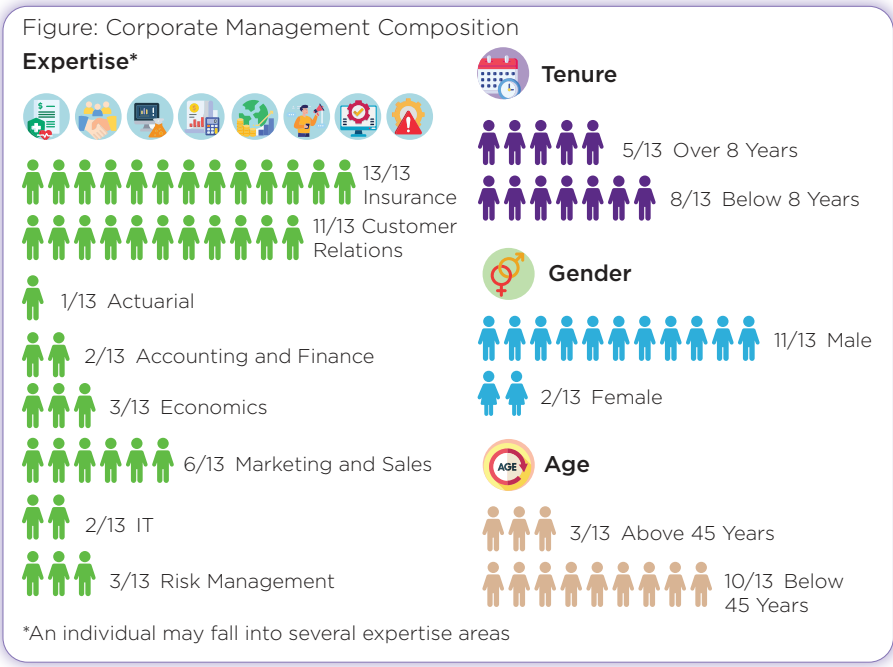 Figure: Corporate Management Composition
Expertise*
13/13
Insurance
11/13 Customer
Relations
1/13 Actuarial
2/13 Accounting and Finance
3/13 Economics
6/13 Marketing and Sales
2/13 IT
3/13 Risk Management
*An individual may fall into several expertise areas
Tenure
5/13 Over 8 Years
8/13 Below 8 Years
Gender
11/13 Male
2/13 Female
AGE
Age
3/13 Above 45 Years
10/13 Below
45 Years